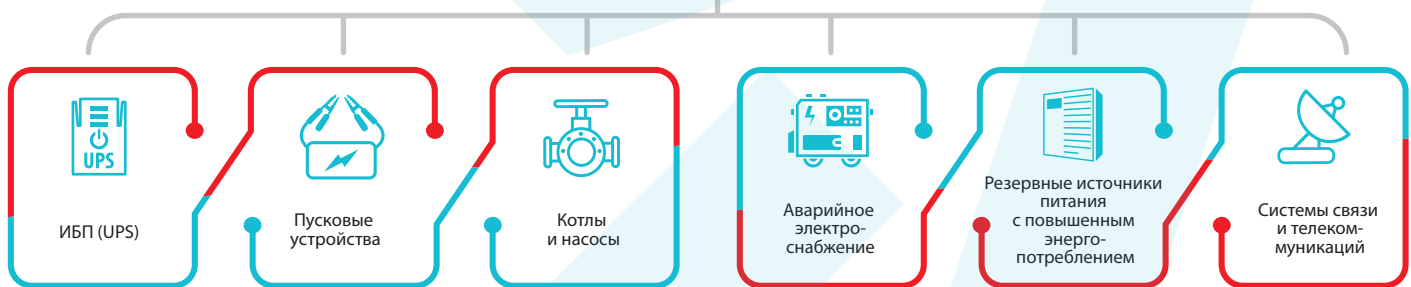 UPS
ИБП (UPS)
Пусковые
устройства
Котлы
и насосы
Аварийное
электро-
снабжение
Резервные источники
питания
с повышенным
энерго-
потреблением
Системы связи
и телеком-
муникаций